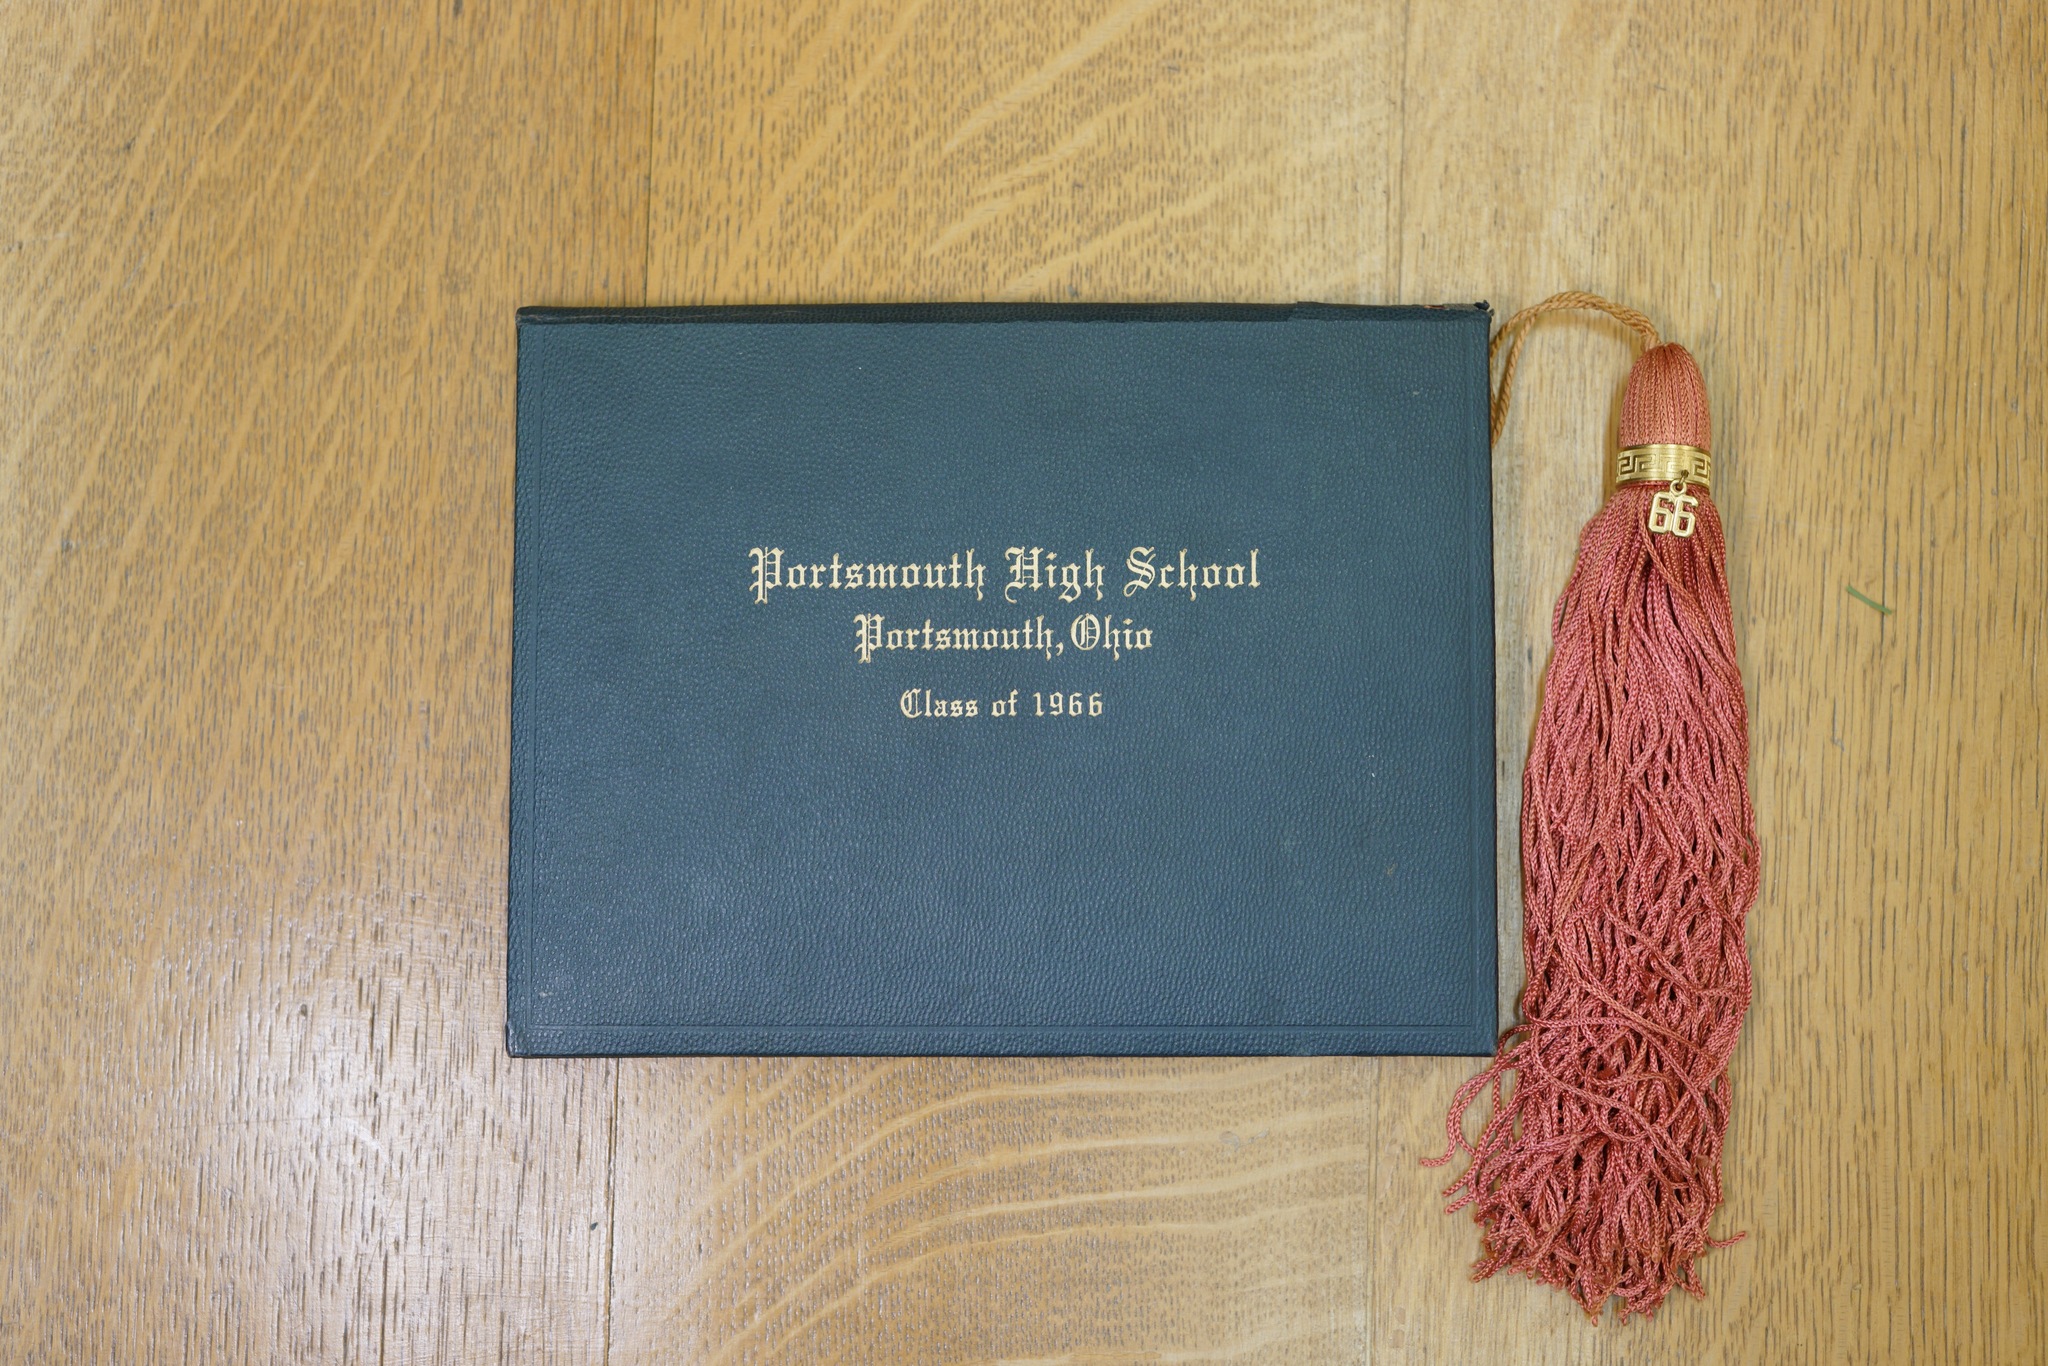 Portsmouth High School
Portsmouth, Ohio
Class of 1966
66